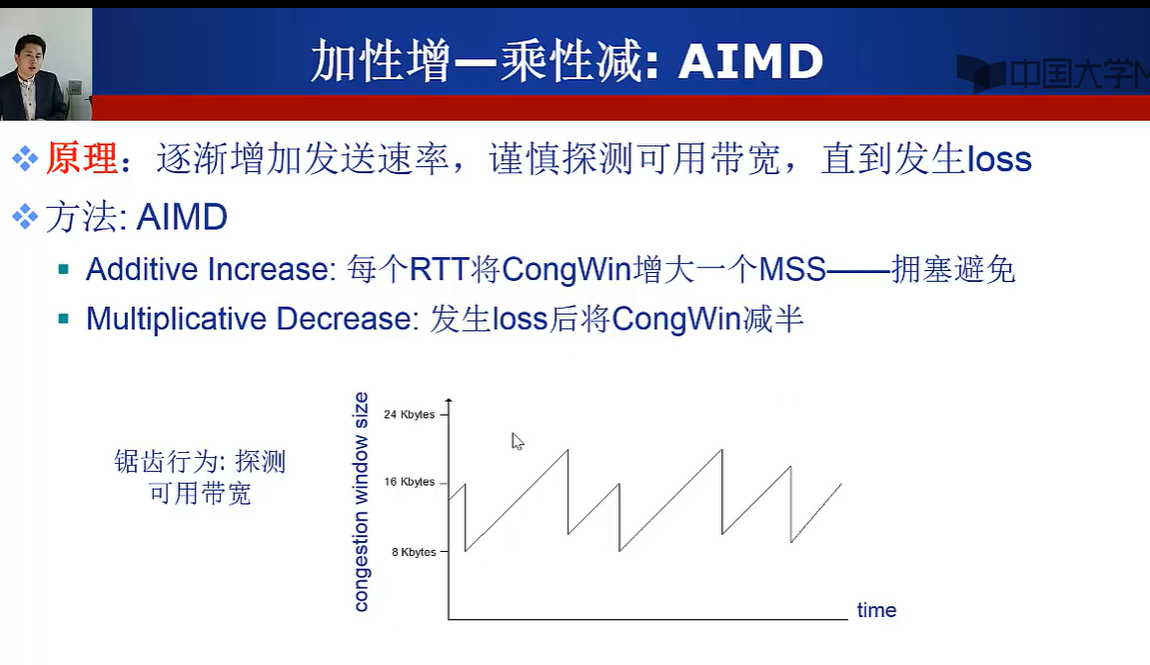 加性增—乘性减: AIMD
中国大学M
原理：逐渐增加发送速率，谨慎探测可用带宽，直到发生loss
方法: AIMD
Additive Increase: 每个RTT将CongWin增大一个MSS——拥塞避免
Multiplicative Decrease: 发生loss后将CongWin减半
锯齿行为: 探测
可用带宽
congestion window size
24 Kbytes
16 Kbytes
8 Kbytes
time